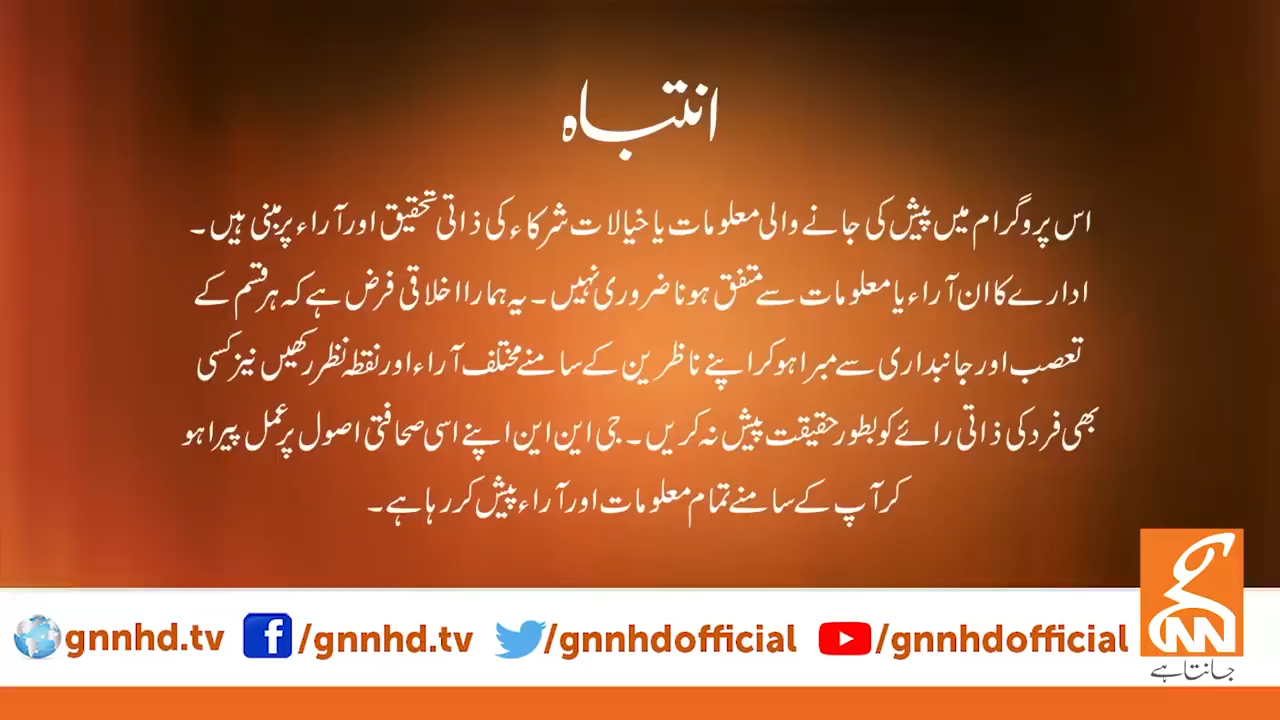 انتباہ
اس پروگرام میں پیش کی جانے والی معلومات یا خیالات شرکاء کی ذاتی تحقیق اور آراء پر مبنی ہیں۔
ادارے کا ان آراء یا معلومات سے متفق ہونا ضروری نہیں۔ یہ ہمارا اخلاقی فرض ہے کہ ہر قسم کے
تعصب اور جانبداری سے مبرا ہو کر اپنے ناظرین کے سامنے مختلف آراء اور نقطہ نظر رکھیں نیز کسی
بھی فرد کی ذاتی رائے کو بطور حقیقت پیش نہ کریں۔ جی این این اپنے اسی صحافتی اصول پر عمل پیرا ہو
کر آپ کے سامنے تمام معلومات اور آراء پیش کر رہا ہے۔
gnnhd.tv /gnnhd.tv /gnnhdofficial /gnnhdofficial
GNN
جانتا ہے